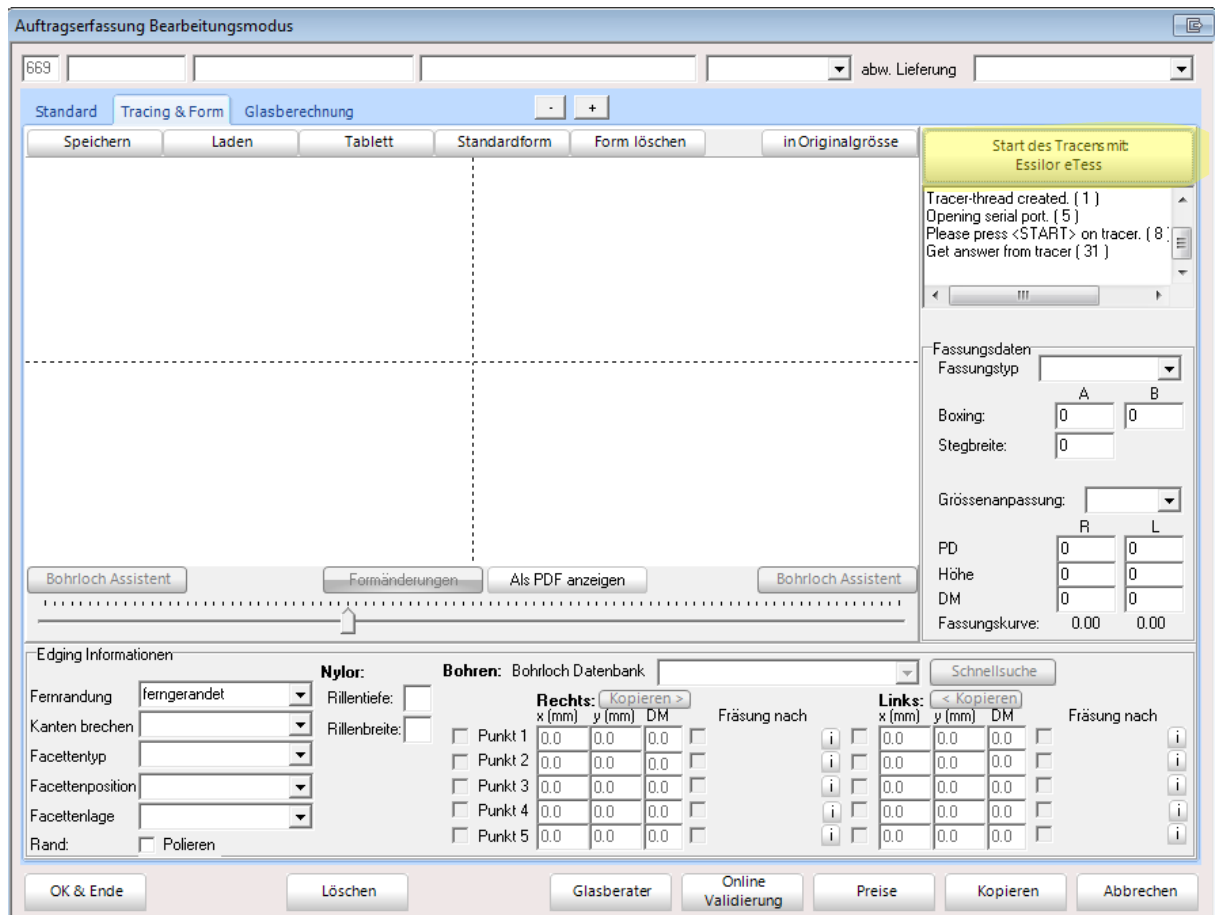 Auftragserfassung Bearbeitungsmodus
669 abw. Lieferung
Standard Tracing & Form Glasberechnung - +
Speichern Laden Tablett Standardform Form löschen in Originalgrösse
Start des Tracens mit
Essilor eTess
Tracer-thread created. ( 1 )
Opening serial port. ( 5 )
Please press <START> on tracer. ( 8
Get answer from tracer ( 31 )
Fassungsdaten
Fassungstyp
A B
Boxing: 0 0
Stegbreite: 0
Grössenanpassung:
R L
PD 0 0
Höhe 0 0
DM 0 0
Fassungskurve: 0.00 0.00
Bohrloch Assistent Formänderungen Als PDF anzeigen Bohrloch Assistent
Edging Informationen
Fernrandung ferngerandet
Kanten brechen
Facettentyp
Facettenposition
Facettenlage
Rand: Polieren
Nylor:
Rillentiefe:
Rillenbreite:
Bohren: Bohrloch Datenbank Schnellsuche
Rechts: Kopieren > Links: < Kopieren
x (mm) y (mm) DM Fräsung nach x (mm) y (mm) DM Fräsung nach
Punkt 1 0.0 0.0 0.0 i 0.0 0.0 0.0 i
Punkt 2 0.0 0.0 0.0 i 0.0 0.0 0.0 i
Punkt 3 0.0 0.0 0.0 i 0.0 0.0 0.0 i
Punkt 4 0.0 0.0 0.0 i 0.0 0.0 0.0 i
Punkt 5 0.0 0.0 0.0 i 0.0 0.0 0.0 i
OK & Ende Löschen Glasberater Online Validierung Preise Kopieren Abbrechen